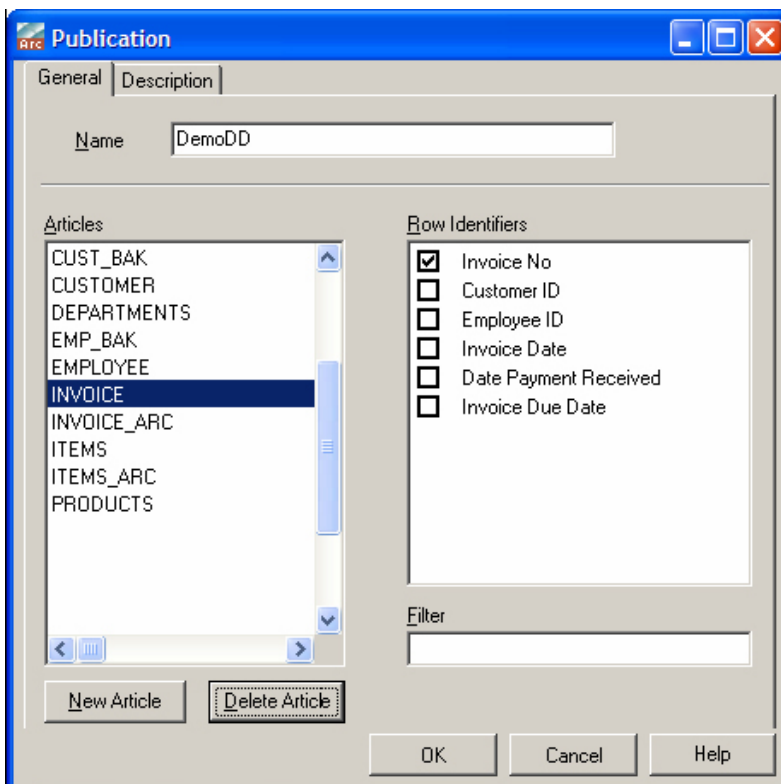 Arc Publication
General Description
Name DemoDD
Articles
CUST_BAK
CUSTOMER
DEPARTMENTS
EMP_BAK
EMPLOYEE
INVOICE
INVOICE_ARC
ITEMS
ITEMS_ARC
PRODUCTS
New Article Delete Article
Row Identifiers
Invoice No
Customer ID
Employee ID
Invoice Date
Date Payment Received
Invoice Due Date
Filter
OK Cancel Help